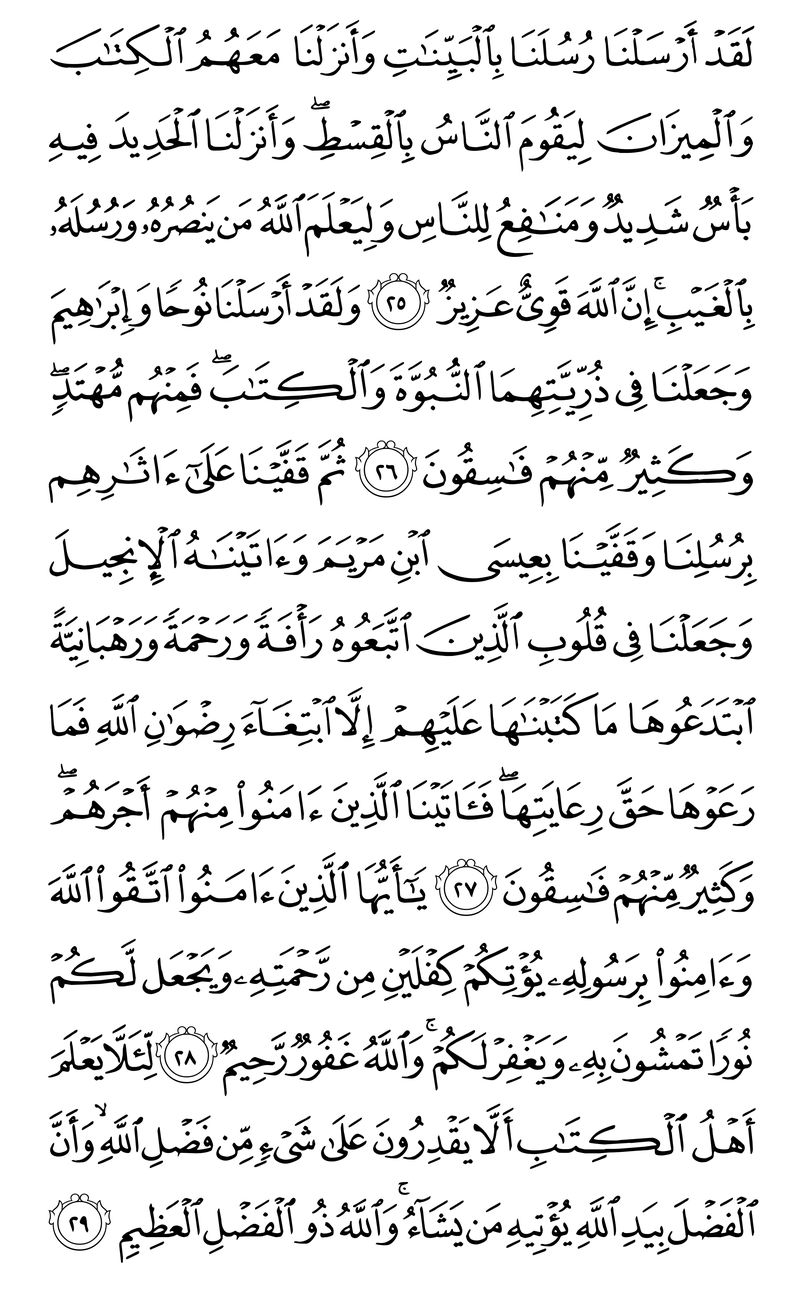 لَقَدْ أَرْسَلْنَا رُسُلَنَا بِٱلْبَيِّنَٰتِ وَأَنزَلْنَا مَعَهُمُ ٱلْكِتَٰبَ
وَٱلْمِيزَانَ لِيَقُومَ ٱلنَّاسُ بِٱلْقِسْطِ ۖ وَأَنزَلْنَا ٱلْحَدِيدَ فِيهِ
بَأْسٌ شَدِيدٌ وَمَنَٰفِعُ لِلنَّاسِ وَلِيَعْلَمَ ٱللَّهُ مَن يَنصُرُهُۥ وَرُسُلَهُۥ
بِٱلْغَيْبِ ۚ إِنَّ ٱللَّهَ قَوِىٌّ عَزِيزٌ ٢٥ وَلَقَدْ أَرْسَلْنَا نُوحًا وَإِبْرَٰهِيمَ
وَجَعَلْنَا فِى ذُرِّيَّتِهِمَا ٱلنُّبُوَّةَ وَٱلْكِتَٰبَ ۖ فَمِنْهُم مُّهْتَدٍ ۖ
وَكَثِيرٌ مِّنْهُمْ فَٰسِقُونَ ٢٦ ثُمَّ قَفَّيْنَا عَلَىٰٓ ءَاثَٰرِهِم
بِرُسُلِنَا وَقَفَّيْنَا بِعِيسَى ٱبْنِ مَرْيَمَ وَءَاتَيْنَٰهُ ٱلْإِنجِيلَ
وَجَعَلْنَا فِى قُلُوبِ ٱلَّذِينَ ٱتَّبَعُوهُ رَأْفَةً وَرَحْمَةً وَرَهْبَانِيَّةً
ٱبْتَدَعُوهَا مَا كَتَبْنَٰهَا عَلَيْهِمْ إِلَّا ٱبْتِغَآءَ رِضْوَٰنِ ٱللَّهِ فَمَا
رَعَوْهَا حَقَّ رِعَايَتِهَا ۖ فَـَٔاتَيْنَا ٱلَّذِينَ ءَامَنُوا۟ مِنْهُمْ أَجْرَهُمْ ۖ
وَكَثِيرٌ مِّنْهُمْ فَٰسِقُونَ ٢٧ يَٰٓأَيُّهَا ٱلَّذِينَ ءَامَنُوا۟ ٱتَّقُوا۟ ٱللَّهَ
وَءَامِنُوا۟ بِرَسُولِهِۦ يُؤْتِكُمْ كِفْلَيْنِ مِن رَّحْمَتِهِۦ وَيَجْعَل لَّكُمْ
نُورًا تَمْشُونَ بِهِۦ وَيَغْفِرْ لَكُمْ ۚ وَٱللَّهُ غَفُورٌ رَّحِيمٌ ٢٨ لِّئَلَّا يَعْلَمَ
أَهْلُ ٱلْكِتَٰبِ أَلَّا يَقْدِرُونَ عَلَىٰ شَىْءٍ مِّن فَضْلِ ٱللَّهِ ۙ وَأَنَّ
ٱلْفَضْلَ بِيَدِ ٱللَّهِ يُؤْتِيهِ مَن يَشَآءُ ۚ وَٱللَّهُ ذُو ٱلْفَضْلِ ٱلْعَظِيمِ ٢٩